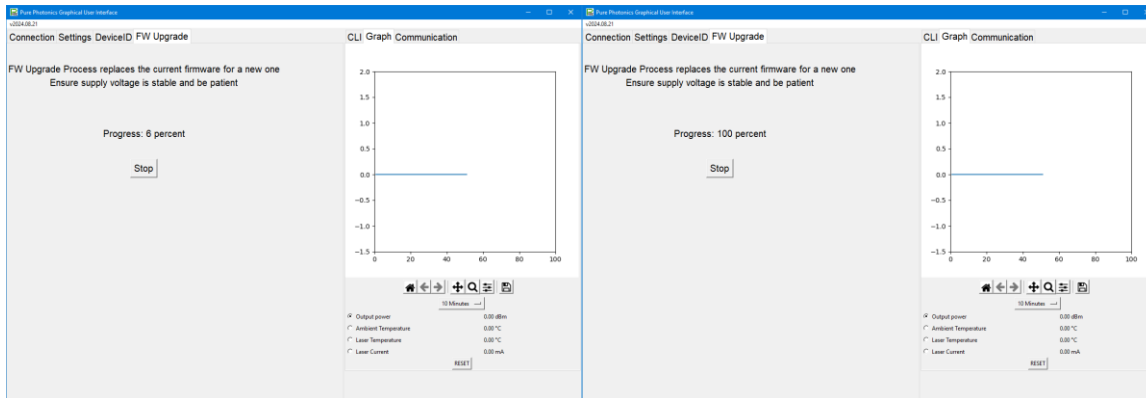 Pure Photonics Graphical User Interface
v2024.08.21
Connection Settings DeviceID FW Upgrade
CLI Graph Communication
FW Upgrade Process replaces the current firmware for a new one
Ensure supply voltage is stable and be patient
Progress: 6 percent
Stop
2.0
1.5
1.0
0.5
0.0
−0.5
−1.0
−1.5
0 20 40 60 80 100
10 Minutes
Output power 0.00 dBm
Ambient Temperature 0.00 °C
Laser Temperature 0.00 °C
Laser Current 0.00 mA
RESET
Pure Photonics Graphical User Interface
v2024.08.21
Connection Settings DeviceID FW Upgrade
CLI Graph Communication
FW Upgrade Process replaces the current firmware for a new one
Ensure supply voltage is stable and be patient
Progress: 100 percent
Stop
2.0
1.5
1.0
0.5
0.0
−0.5
−1.0
−1.5
0 20 40 60 80 100
10 Minutes
Output power 0.00 dBm
Ambient Temperature 0.00 °C
Laser Temperature 0.00 °C
Laser Current 0.00 mA
RESET